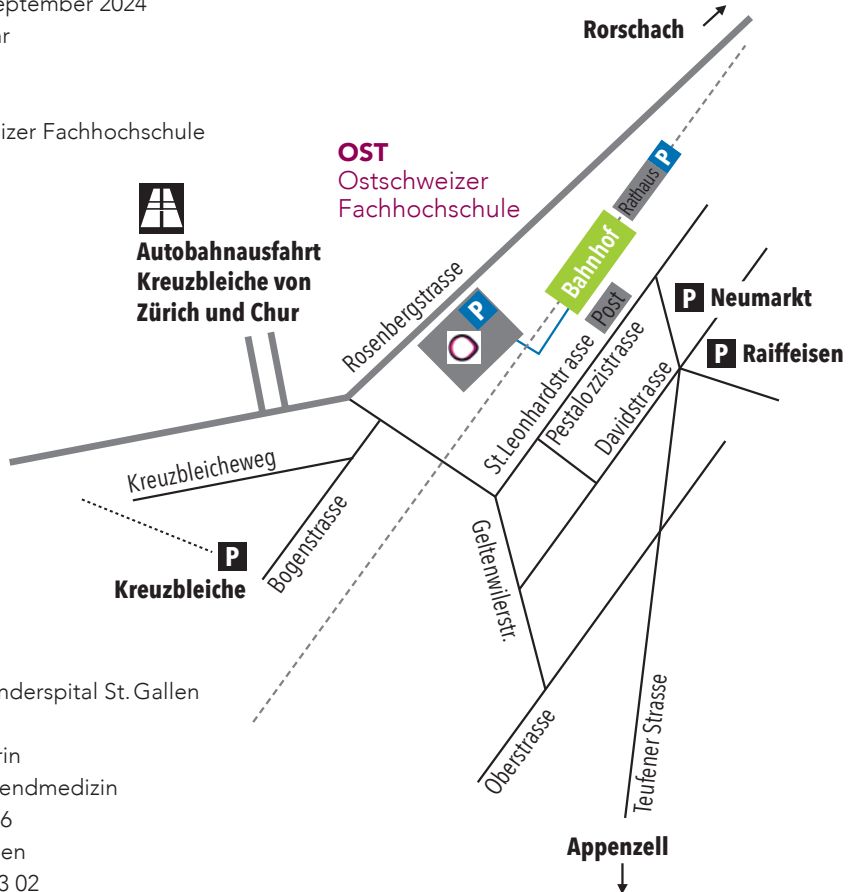 eptember 2024
ar
izer Fachhochschule
Rorschach
OST
Ostschweizer
Fachhochschule
Rathaus
P
Autobahnausfahrt
Kreuzbleiche von
Zürich und Chur
Bahnhof
Rosenbergstrasse
P
Post
P Neumarkt
P Raiffeisen
St.Leonhardstrasse
Pestalozzistrasse
Davidstrasse
Kreuzbleicheweg
Bogenstrasse
P
Kreuzbleiche
Geltenwilerstr.
nderspital St. Gallen
rin
endmedizin
6
en
3 02
Oberstrasse
Teufener Strasse
Appenzell